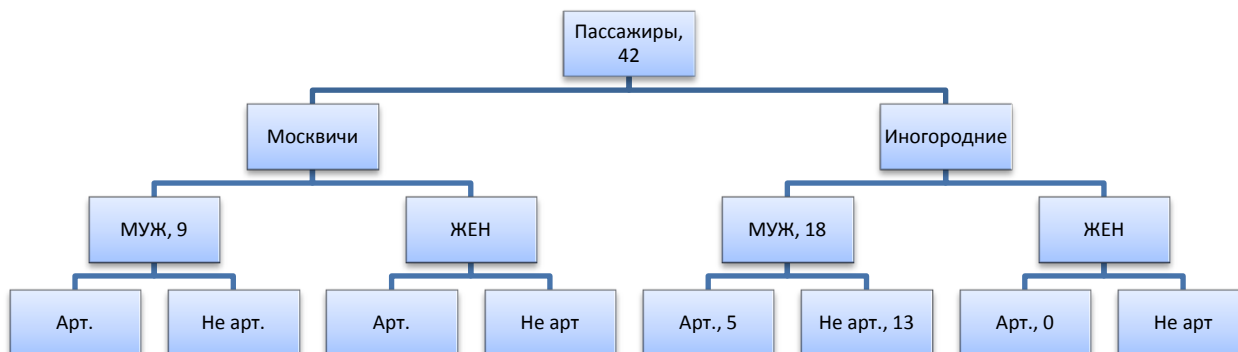 Пассажиры,
42
Москвичи
Иногородние
МУЖ, 9
ЖЕН
МУЖ, 18
ЖЕН
Арт.
Не арт.
Арт.
Не арт
Арт., 5
Не арт., 13
Арт., 0
Не арт